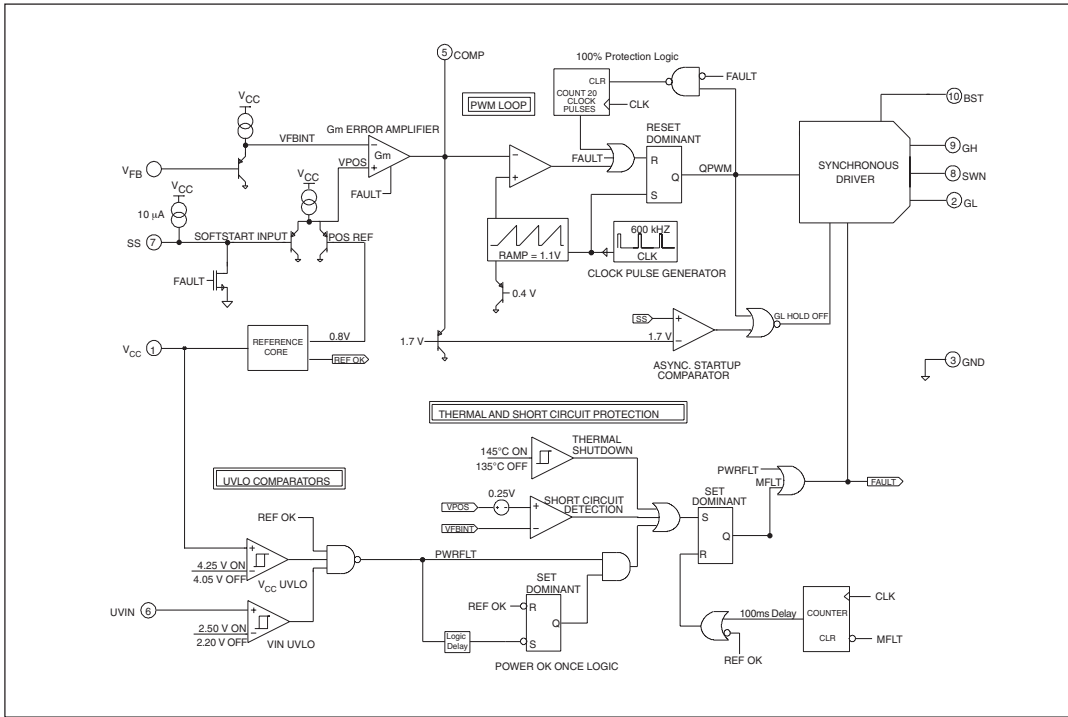 5 COMP
100% Protection Logic
CLR
COUNT 20
CLOCK
PULSES
CLK
FAULT
PWM LOOP
VCC
VFBINT
Gm ERROR AMPLIFIER
Gm
−
+
VPOS
VFB
FAULT
VCC
VCC
10 µA
SS 7
SOFTSTART INPUT
POS REF
FAULT
−
+
FAULT
RESET
DOMINANT
R
Q
S
QPWM
10 BST
9 GH
8 SWN
2 GL
SYNCHRONOUS
DRIVER
RAMP = 1.1V
600 kHZ
CLK
CLOCK PULSE GENERATOR
0.4 V
VCC 1
REFERENCE
CORE
0.8V
REF OK
1.7 V
SS
+
1.7 V
−
ASYNC. STARTUP
COMPARATOR
GL HOLD OFF
3 GND
THERMAL AND SHORT CIRCUIT PROTECTION
145°C ON
135°C OFF
THERMAL
SHUTDOWN
UVLO COMPARATORS
0.25V
VPOS
+ -
+
SHORT CIRCUIT
DETECTION
VFBINT
−
SET
DOMINANT
S
Q
R
PWRFLT
MFLT
FAULT
REF OK
+
4.25 V ON
−
4.05 V OFF
VCC UVLO
PWRFLT
UVIN 6
+
2.50 V ON
−
2.20 V OFF
VIN UVLO
SET
DOMINANT
REF OK
R
Q
S
Logic
Delay
POWER OK ONCE LOGIC
100ms Delay
REF OK
COUNTER
CLR
CLK
MFLT